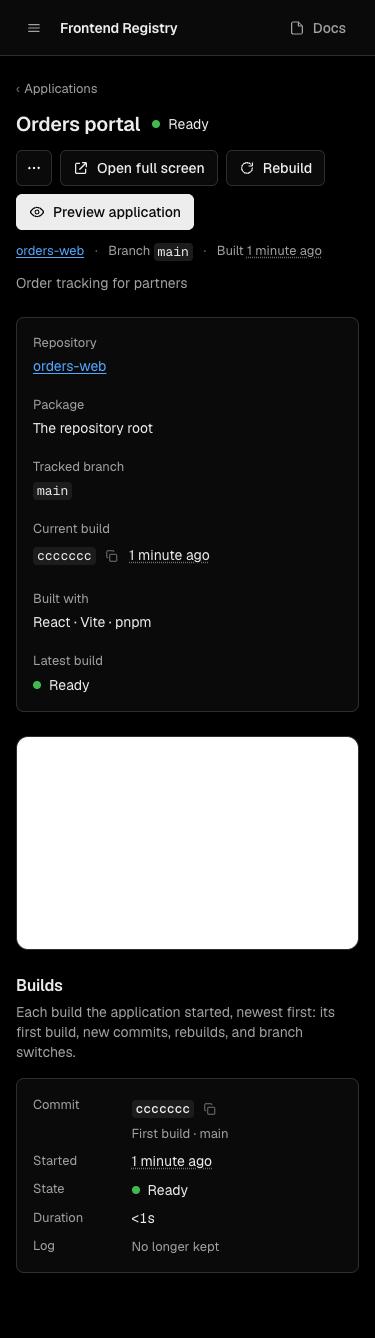 Frontend Registry
Docs
‹ Applications
Orders portal
Ready
Open full screen
Rebuild
Preview application
orders-web · Branch main · Built 1 minute ago
Order tracking for partners
Repository
orders-web
Package
The repository root
Tracked branch
main
Current build
ccccccc 1 minute ago
Built with
React · Vite · pnpm
Latest build
Ready
Builds
Each build the application started, newest first: its
first build, new commits, rebuilds, and branch
switches.
Commit ccccccc
First build · main
Started 1 minute ago
State Ready
Duration <1s
Log No longer kept